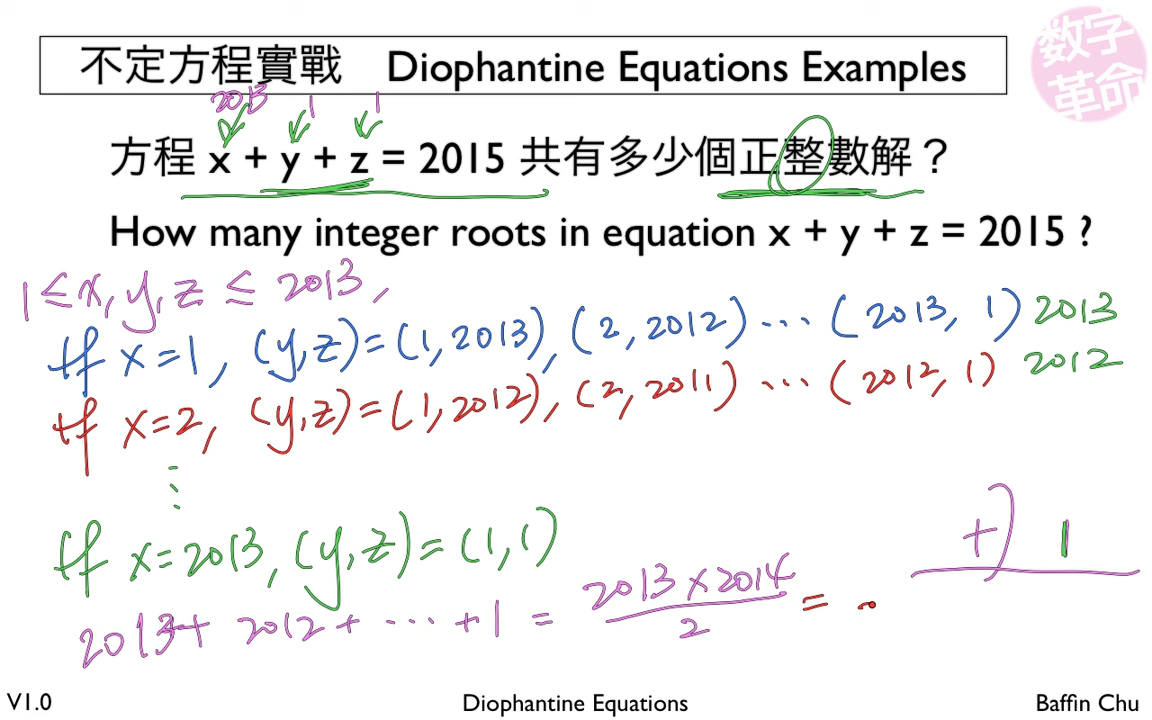 数字
革命
不定方程實戰 Diophantine Equations Examples
2013 1 1
方程 x + y + z = 2015 共有多少個正整數解？
How many integer roots in equation x + y + z = 2015 ?
1 ≤ x, y, z ≤ 2013,
If x=1, (y,z)=(1,2013), (2,2012) ... (2013, 1) 2013
If x=2, (y,z)=(1,2012), (2,2011) ... (2012,1) 2012
⋮
If x=2013, (y,z)=(1,1) +) 1
2013+ 2012+ ... +1 = 2013×2014/2 =
V1.0 Diophantine Equations Baffin Chu